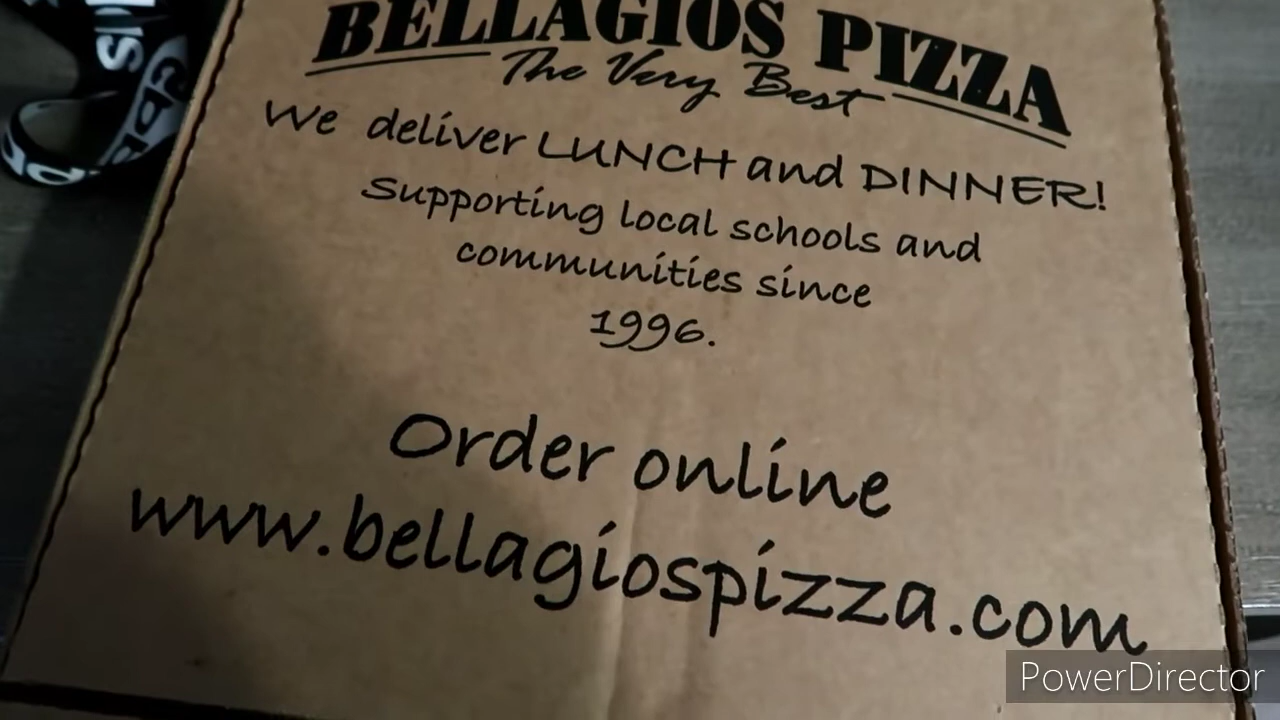 BELLAGIOS PIZZA
The Very Best
We deliver LUNCH and DINNER!
Supporting local schools and
communities since
1996.
Order online
www.bellagiospizza.com
PowerDirector